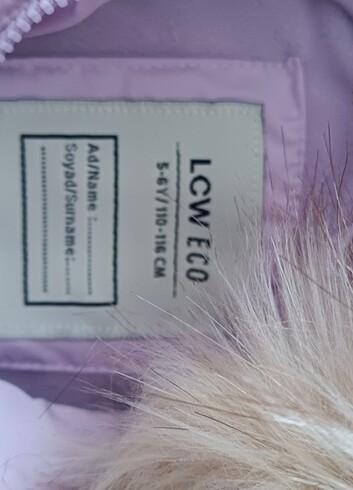 LCW ECO
5-6Y/110-116 CM
Ad/Name :...............
Soyad/Surname:......
.............................